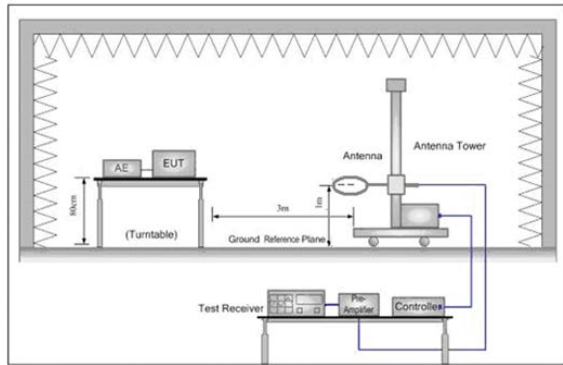 Antenna Tower
Antenna
AE
EUT
80cm
(Turntable)
3m
1m
Ground Reference Plane
Test Receiver
Pre-
Amplifier
Controller